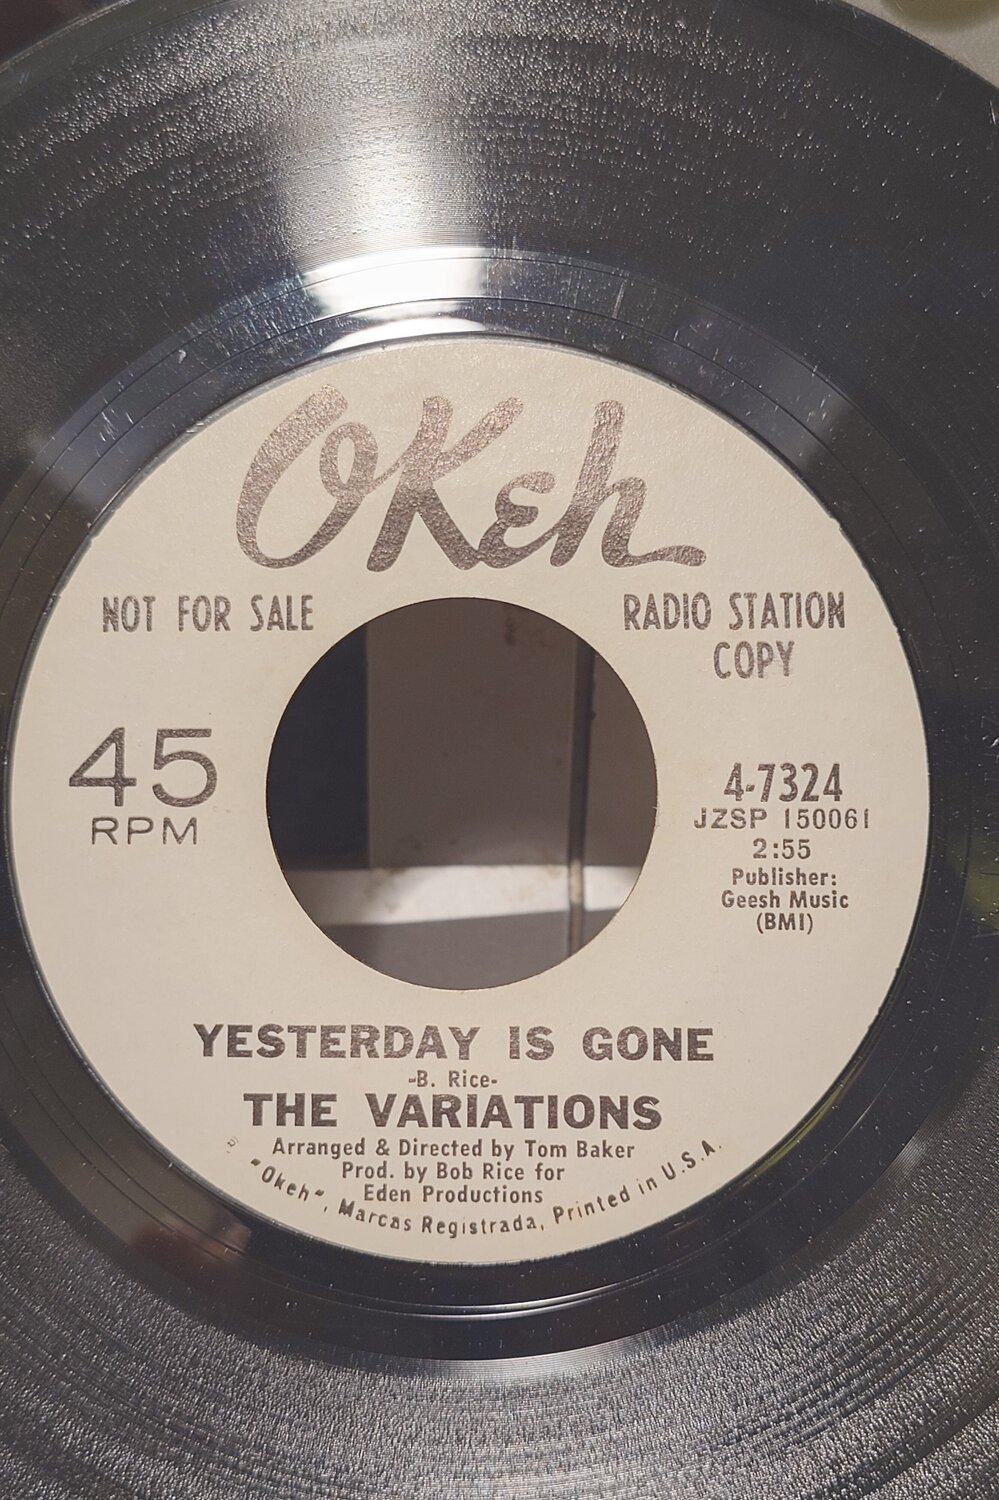 OKeh
NOT FOR SALE
RADIO STATION
COPY
45
RPM
4-7324
JZSP 150061
2:55
Publisher:
Geesh Music
(BMI)
YESTERDAY IS GONE
-B. Rice-
THE VARIATIONS
Arranged & Directed by Tom Baker
Prod. by Bob Rice for
Eden Productions
"Okeh", Marcas Registrada, Printed in U.S.A.